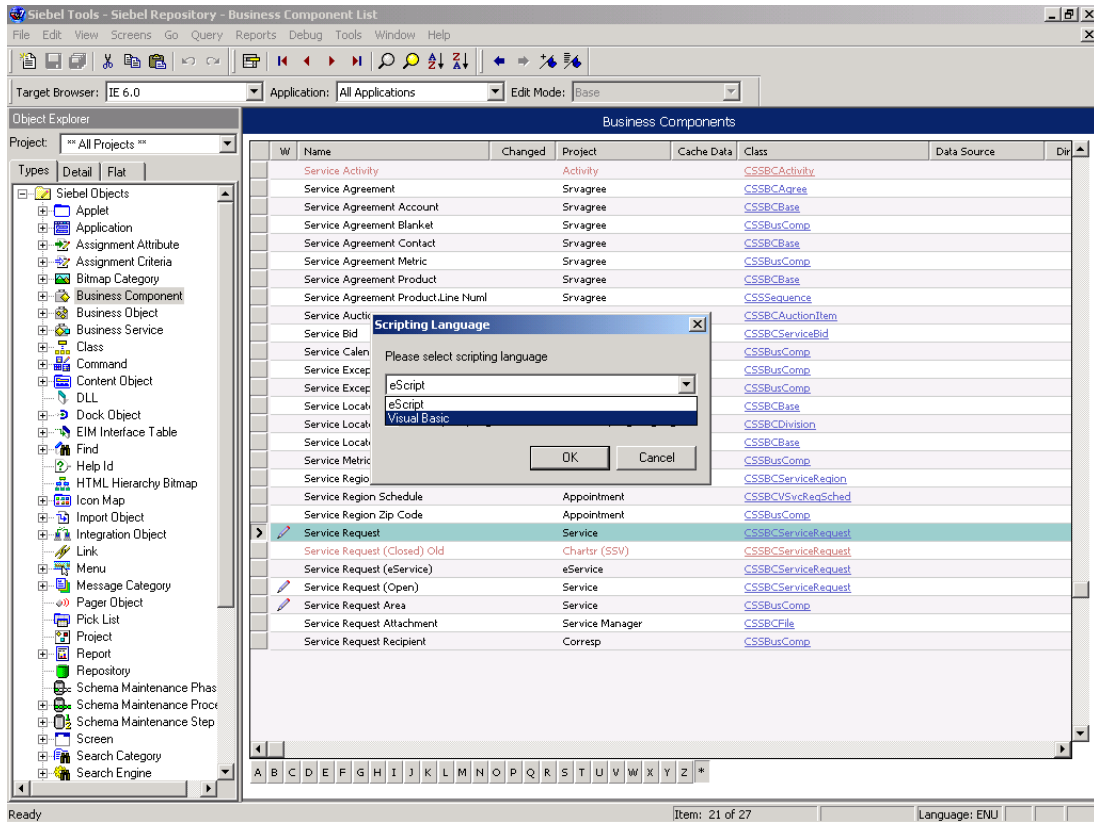 Siebel Tools - Siebel Repository - Business Component List
File Edit View Screens Go Query Reports Debug Tools Window Help
Target Browser: IE 6.0 Application: All Applications Edit Mode: Base
Object Explorer
Project: ** All Projects **
Types Detail Flat
Siebel Objects
Applet
Application
Assignment Attribute
Assignment Criteria
Bitmap Category
Business Component
Business Object
Business Service
Class
Command
Content Object
DLL
Dock Object
EIM Interface Table
Find
Help Id
HTML Hierarchy Bitmap
Icon Map
Import Object
Integration Object
Link
Menu
Message Category
Pager Object
Pick List
Project
Report
Repository
Schema Maintenance Phas
Schema Maintenance Proce
Schema Maintenance Step
Screen
Search Category
Search Engine
Business Components
W Name Changed Project Cache Data Class Data Source Dir
Service Activity Activity CSSBCActivity
Service Agreement Srvagree CSSBCAgree
Service Agreement Account Srvagree CSSBCBase
Service Agreement Blanket Srvagree CSSBusComp
Service Agreement Contact Srvagree CSSBCBase
Service Agreement Metric Srvagree CSSBusComp
Service Agreement Product Srvagree CSSBCBase
Service Agreement Product.Line Numl Srvagree CSSSequence
Service Auctio CSSBCAuctionItem
Service Bid CSSBCServiceBid
Service Calen CSSBusComp
Service Excep CSSBusComp
Service Excep CSSBusComp
Service Locat CSSBCBase
Service Locat CSSBCDivision
Service Locat CSSBCBase
Service Metric CSSBusComp
Service Regio CSSBCServiceRegion
Service Region Schedule Appointment CSSBCVSvcRegSched
Service Region Zip Code Appointment CSSBusComp
Service Request Service CSSBCServiceRequest
Service Request (Closed) Old Chartsr (SSV) CSSBCServiceRequest
Service Request (eService) eService CSSBCServiceRequest
Service Request (Open) Service CSSBCServiceRequest
Service Request Area Service CSSBusComp
Service Request Attachment Service Manager CSSBCFile
Service Request Recipient Corresp CSSBusComp
Scripting Language
Please select scripting language
eScript
eScript
Visual Basic
OK Cancel
A B C D E F G H I J K L M N O P Q R S T U V W X Y Z *
Ready Item: 21 of 27 Language: ENU